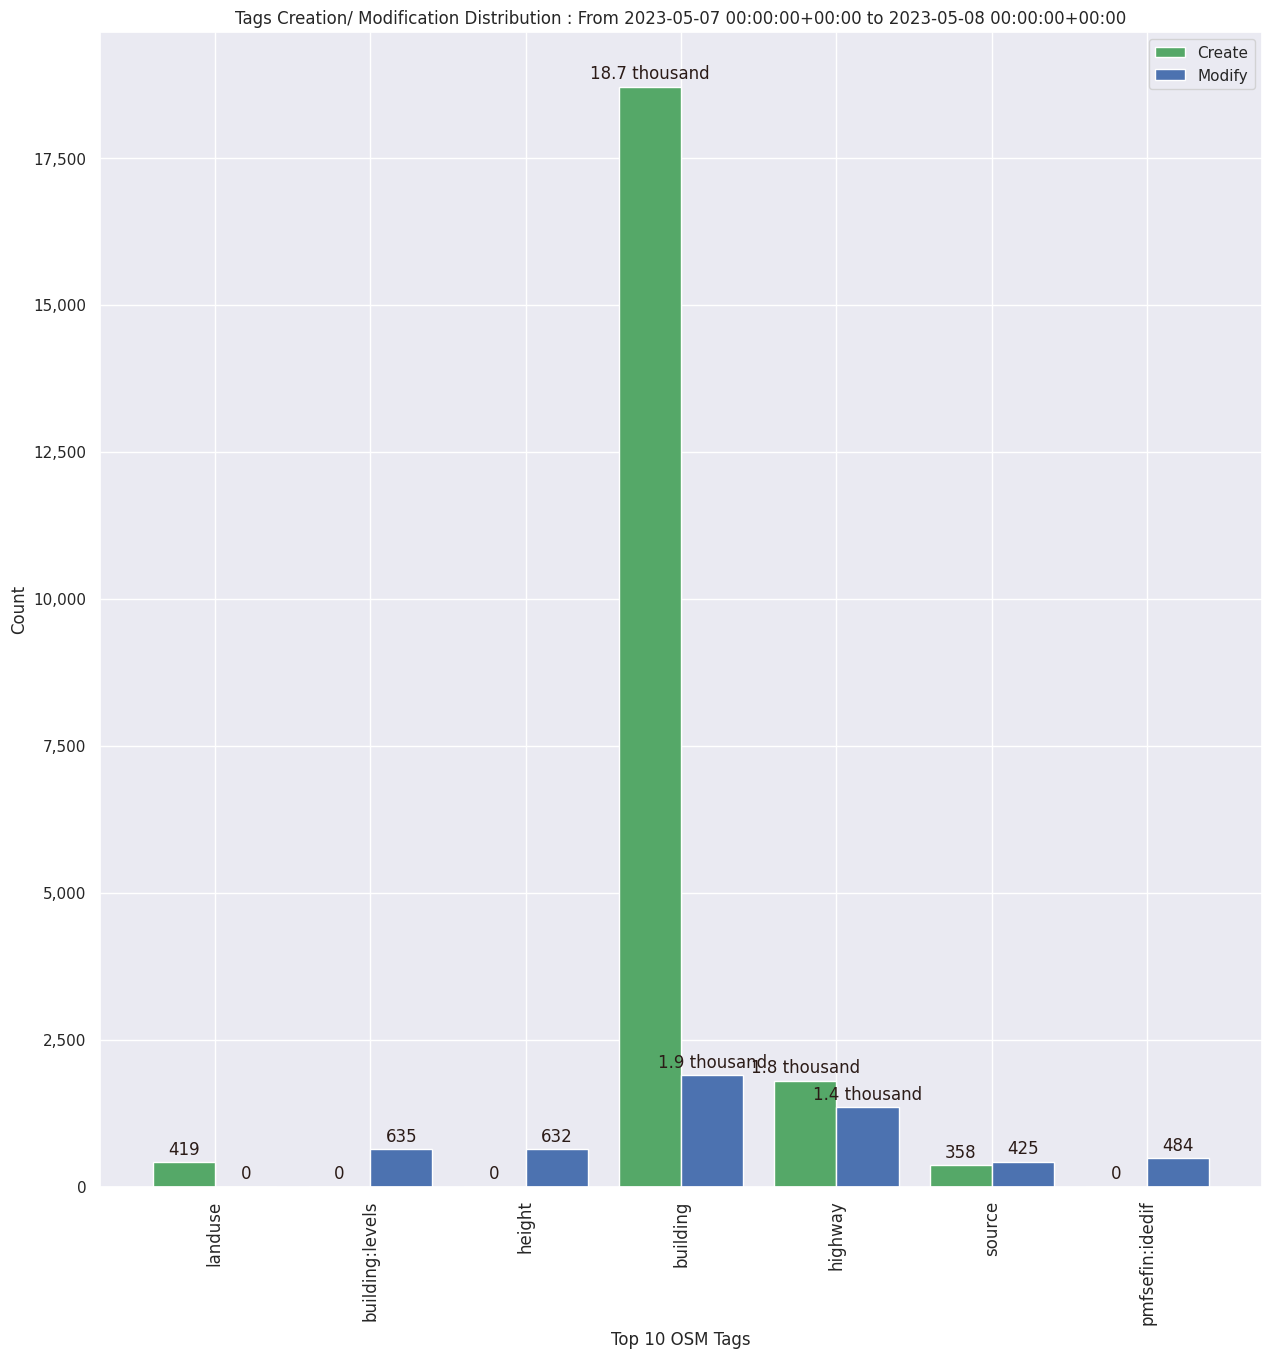 Tags Creation/ Modification Distribution : From 2023-05-07 00:00:00+00:00 to 2023-05-08 00:00:00+00:00
Create
Modify
18.7 thousand
17,500
15,000
12,500
10,000
7,500
5,000
2,500
0
Count
419
0
0
635
0
632
1.9 thousand
1.8 thousand
1.4 thousand
358
425
0
484
landuse
building:levels
height
building
highway
source
pmfsefin:idedif
Top 10 OSM Tags